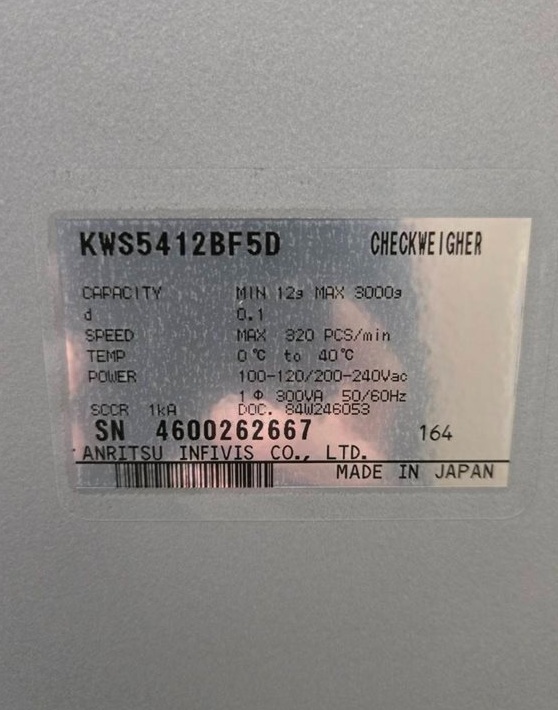 KWS5412BF5D CHECKWEIGHER
CAPACITY MIN 12g MAX 3000g
d 0.1
SPEED MAX 320 PCS/min
TEMP 0℃ to 40℃
POWER 100-120/200-240Vac
1 Φ 300VA 50/60Hz
SCCR 1kA DOC. 84W246053
SN 4600262667 164
ANRITSU INFIVIS CO., LTD.
MADE IN JAPAN